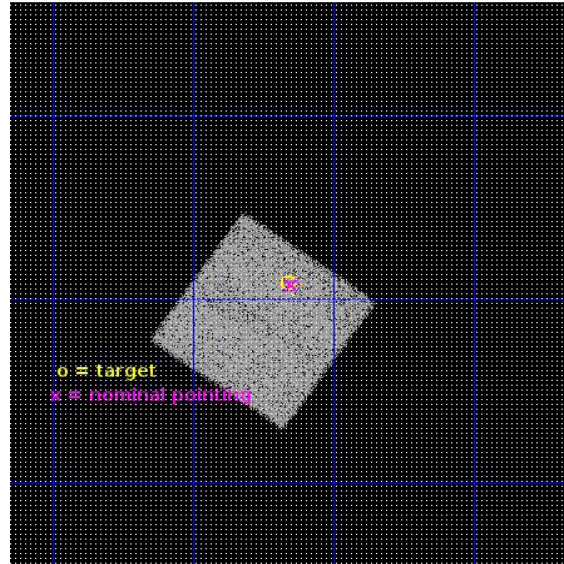 o = target
x = nominal pointing